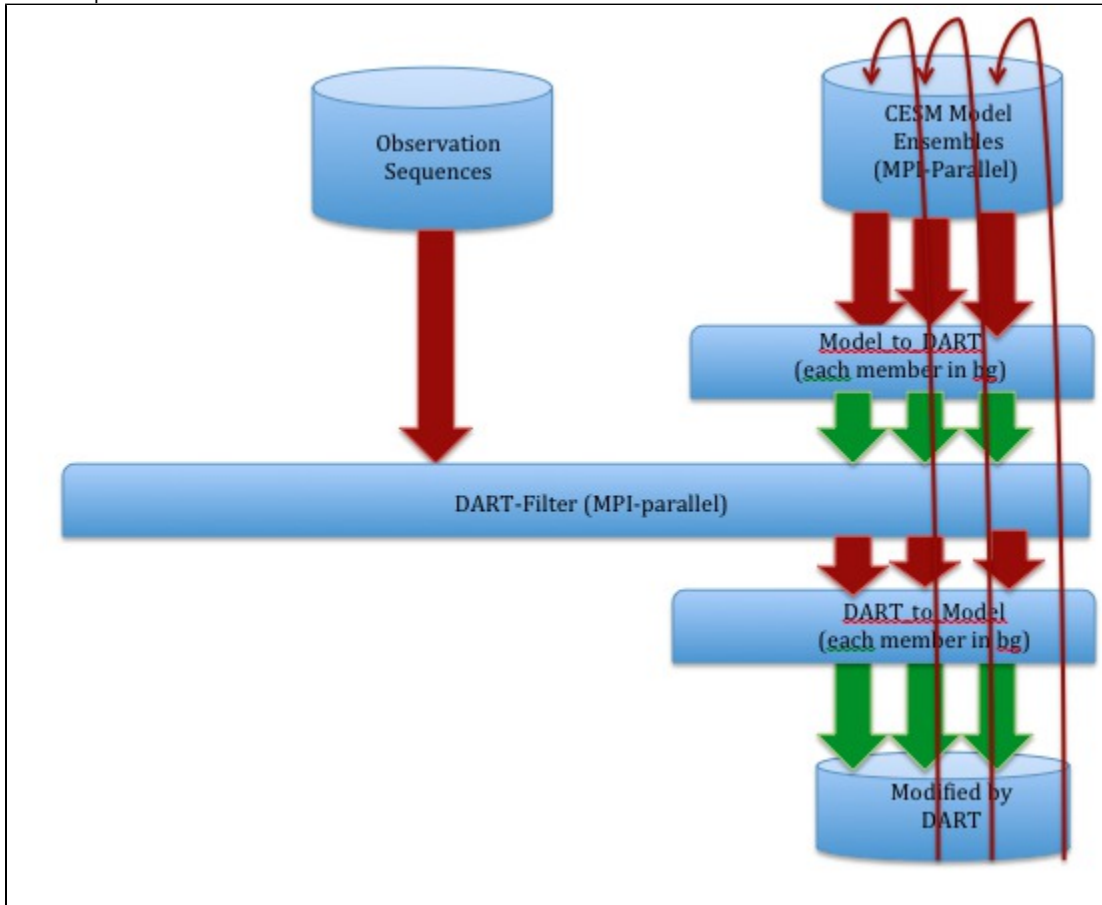 Observation
Sequences
CESM Model
Ensembles
(MPI-Parallel)
Model_to_DART
(each member in bg)
DART-Filter (MPI-parallel)
DART_to_Model
(each member in bg)
Modified by
DART